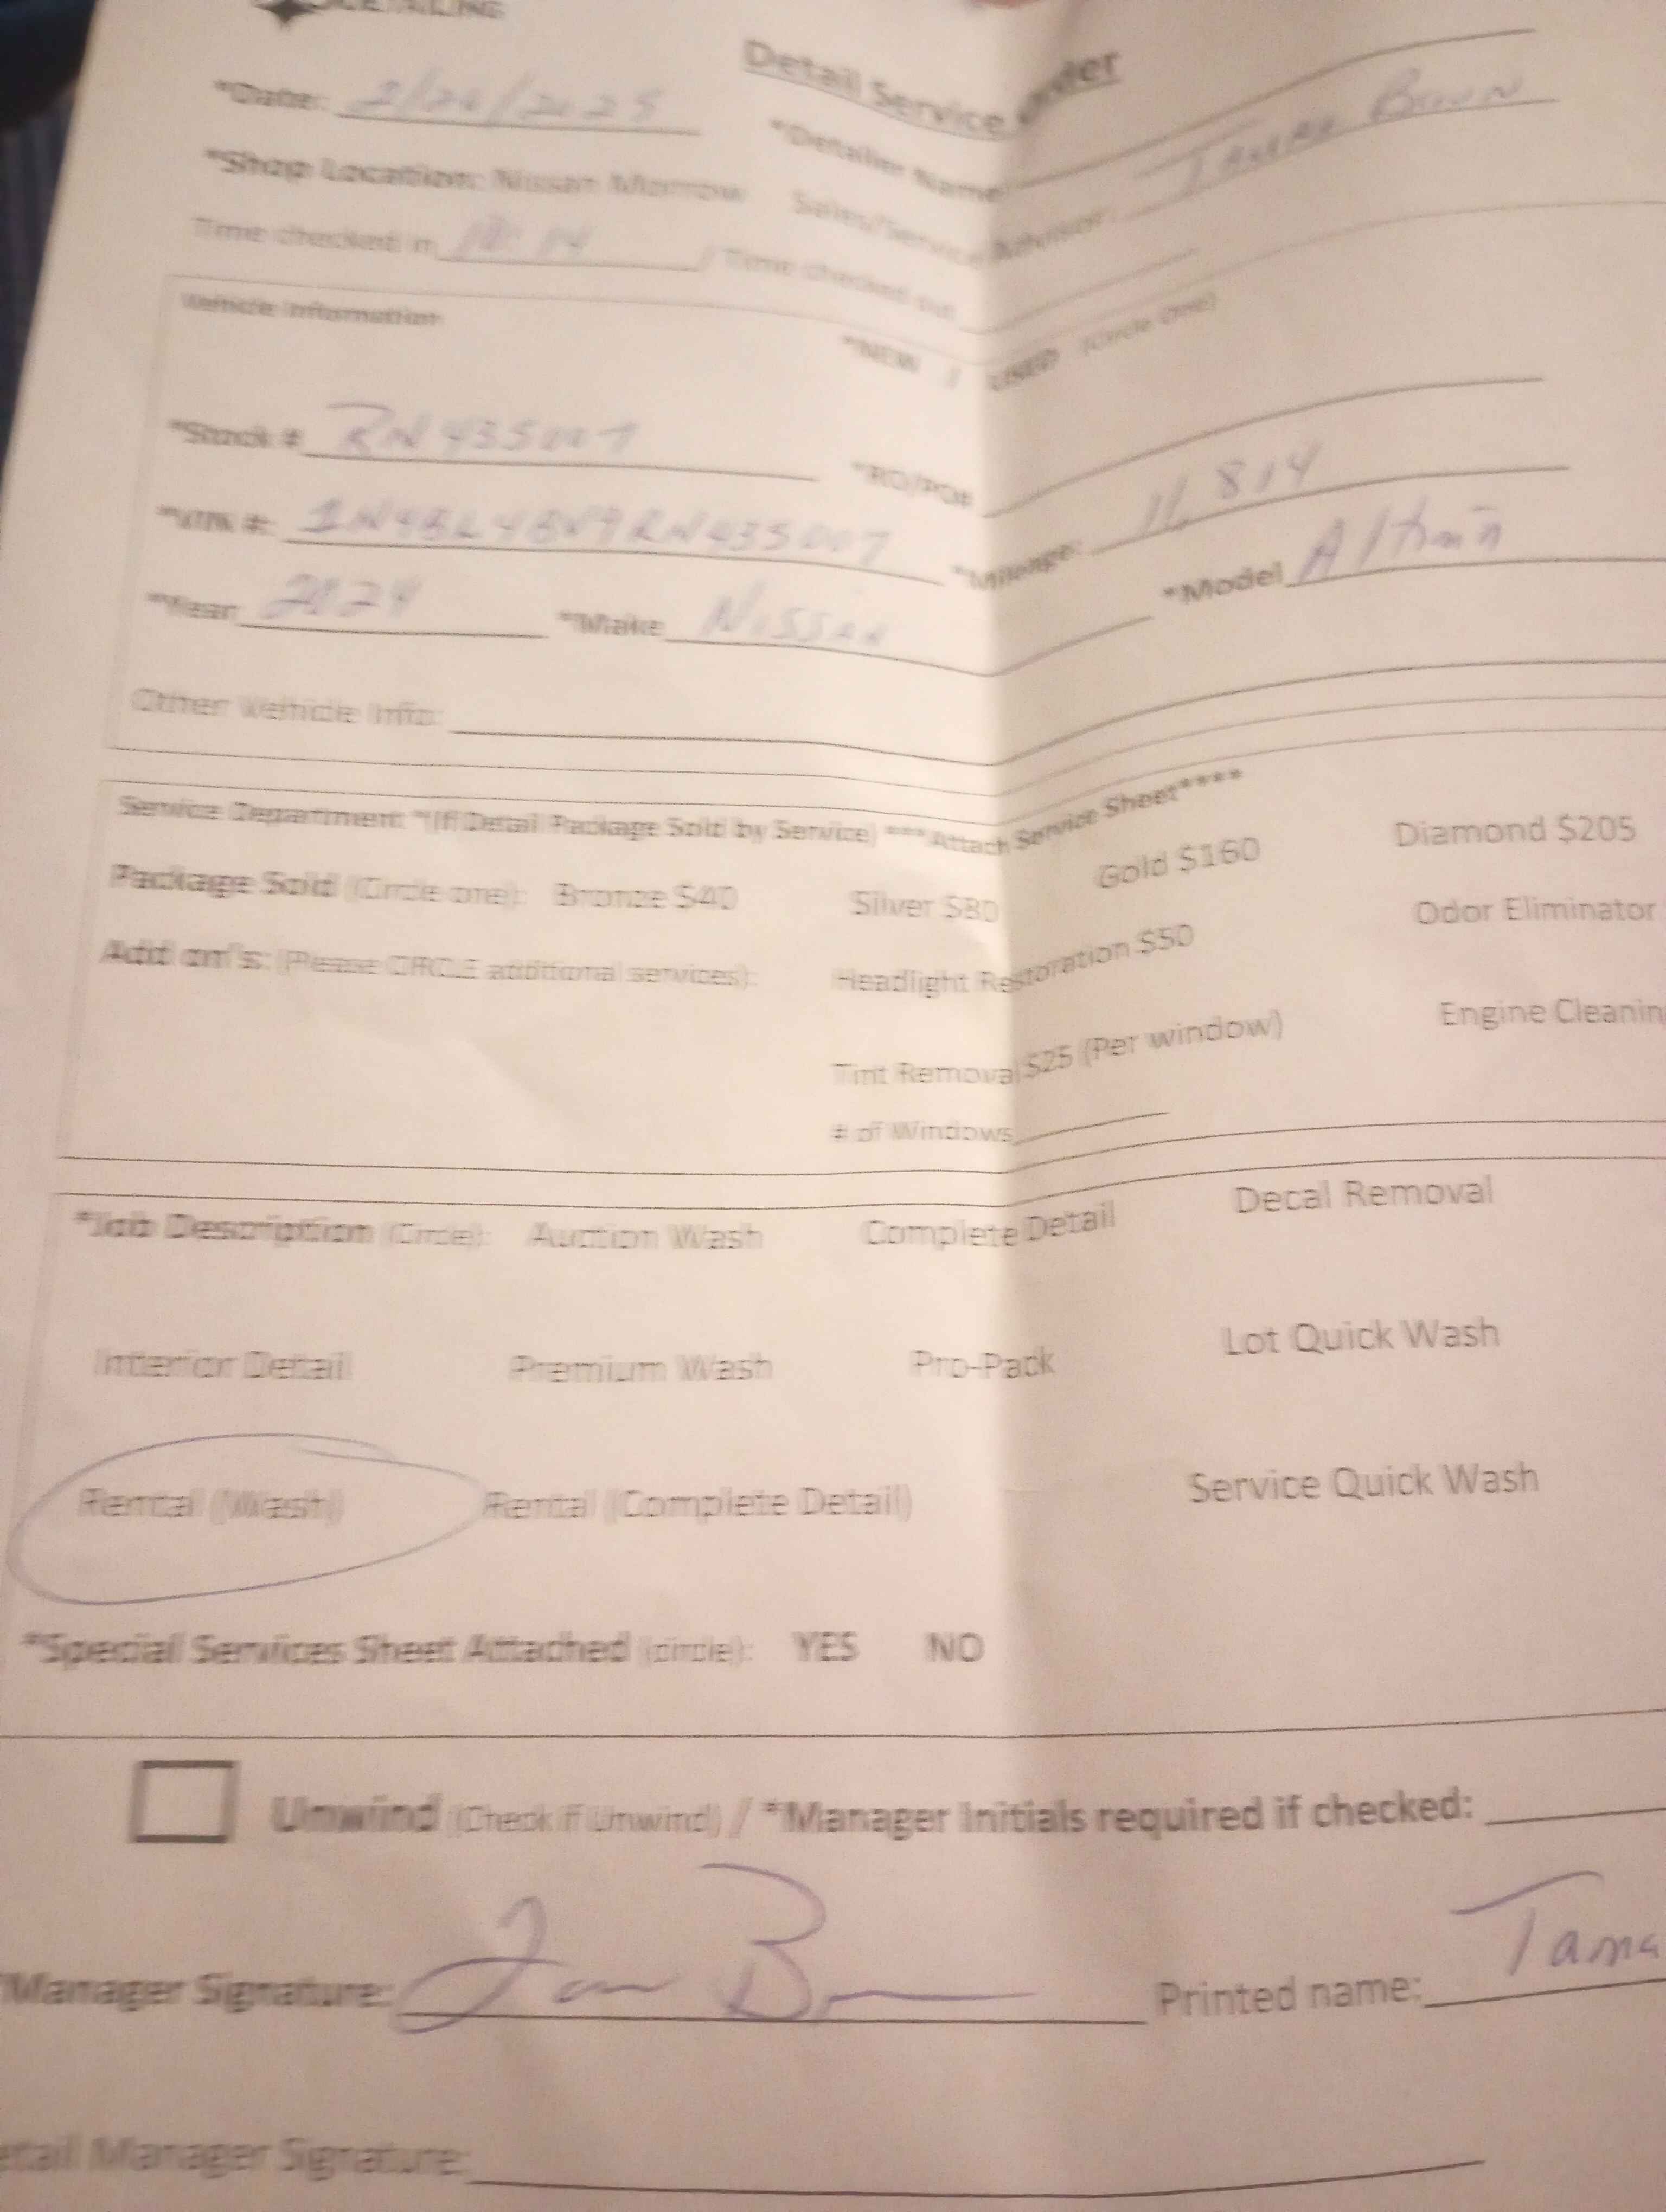 DETAILING
Detail Service Order
*Date: 2/26/2025 *Detailer Name
*Shop Location: Nissan Morrow Sales/Service Advisor: Brown
Time checked in / Time checked out
Vehicle Information *NEW / USED (Circle One)
*Stock # RN435007 *RO/PO#
*VIN #: 1N4BL4BV9RN435007 *Mileage: 11,814
*Year 2024 *Make Nissan *Model Altima
Other Vehicle Info:
Service Department *(If Detail Package Sold by Service) ***Attach Service Sheet****
Package Sold (Circle one): Bronze $40 Silver $80 Gold $160 Diamond $205
Add on's: (Please CIRCLE additional services): Headlight Restoration $50 Odor Eliminator
Tint Removal $25 (Per window) Engine Cleanin
# of Windows
*Job Description (Circle): Auction Wash Complete Detail Decal Removal
Interior Detail Premium Wash Pro-Pack Lot Quick Wash
Rental (Wash) Rental (Complete Detail) Service Quick Wash
*Special Services Sheet Attached (circle): YES NO
Unwind (Check if Unwind) / *Manager Initials required if checked:
*Manager Signature: Printed name: Tama
etail Manager Signature: